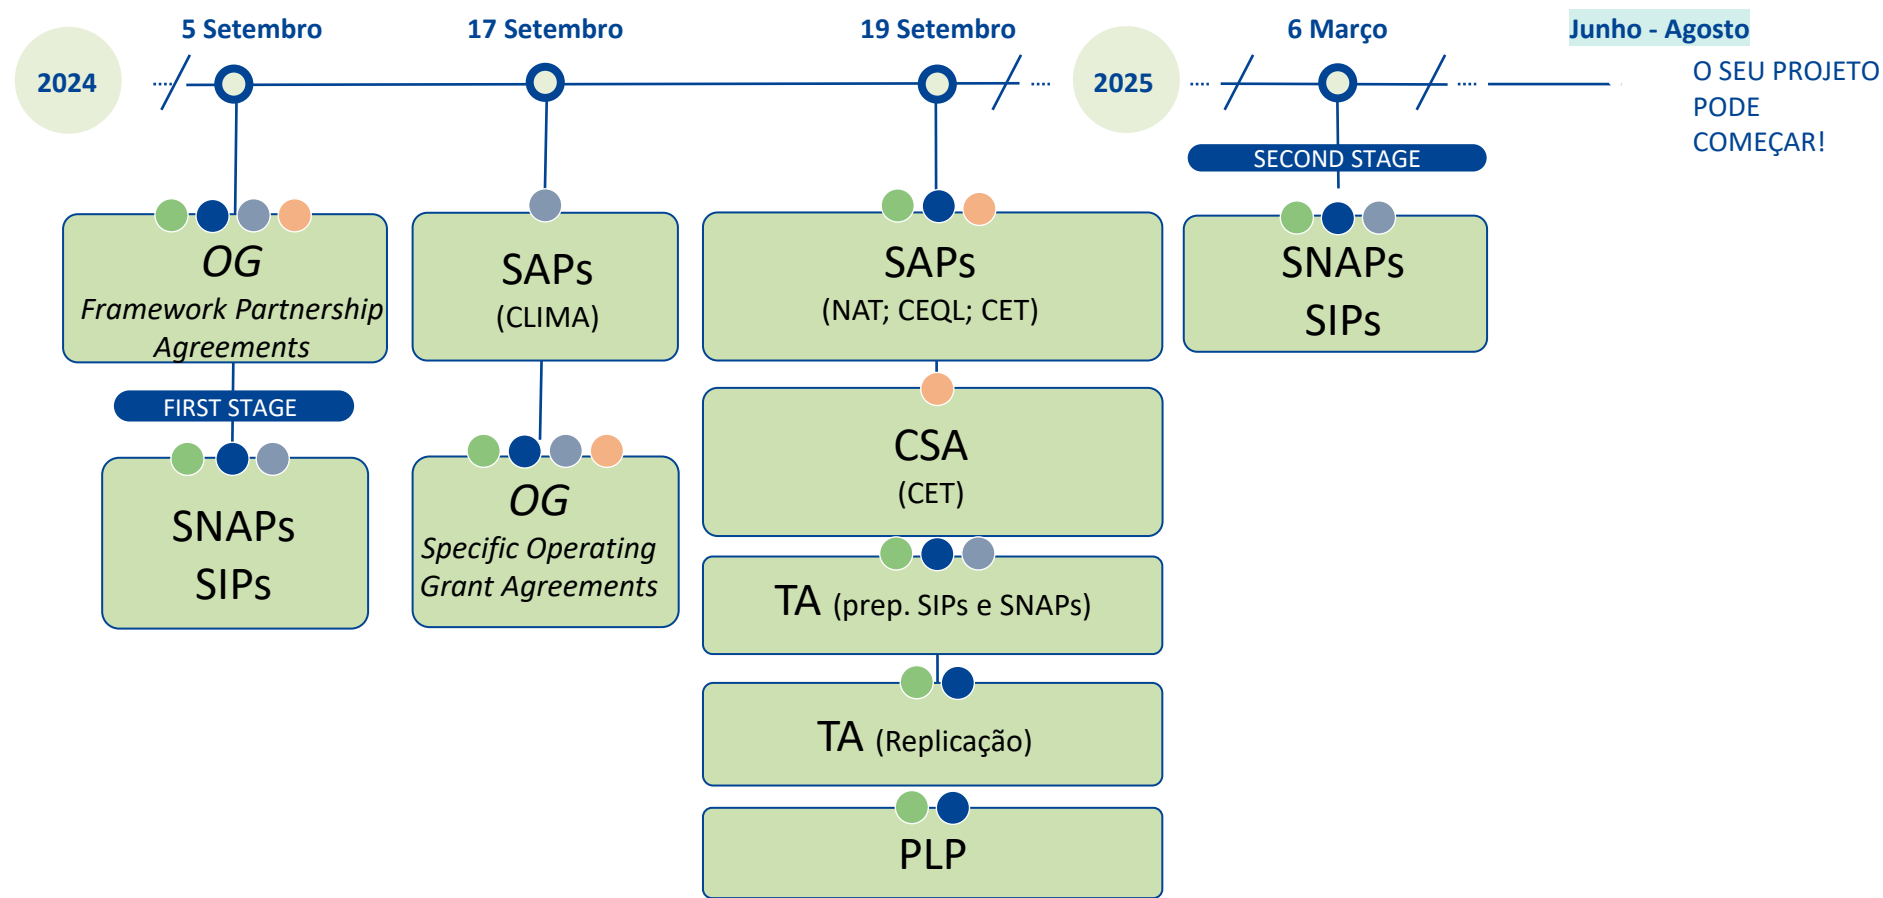 2024
5 Setembro
17 Setembro
19 Setembro
2025
6 Março
Junho - Agosto
O SEU PROJETO
PODE
COMEÇAR!
OG
Framework Partnership
Agreements
FIRST STAGE
SNAPs
SIPs
SAPs
(CLIMA)
OG
Specific Operating
Grant Agreements
SAPs
(NAT; CEQL; CET)
CSA
(CET)
TA (prep. SIPs e SNAPs)
TA (Replicação)
PLP
SECOND STAGE
SNAPs
SIPs